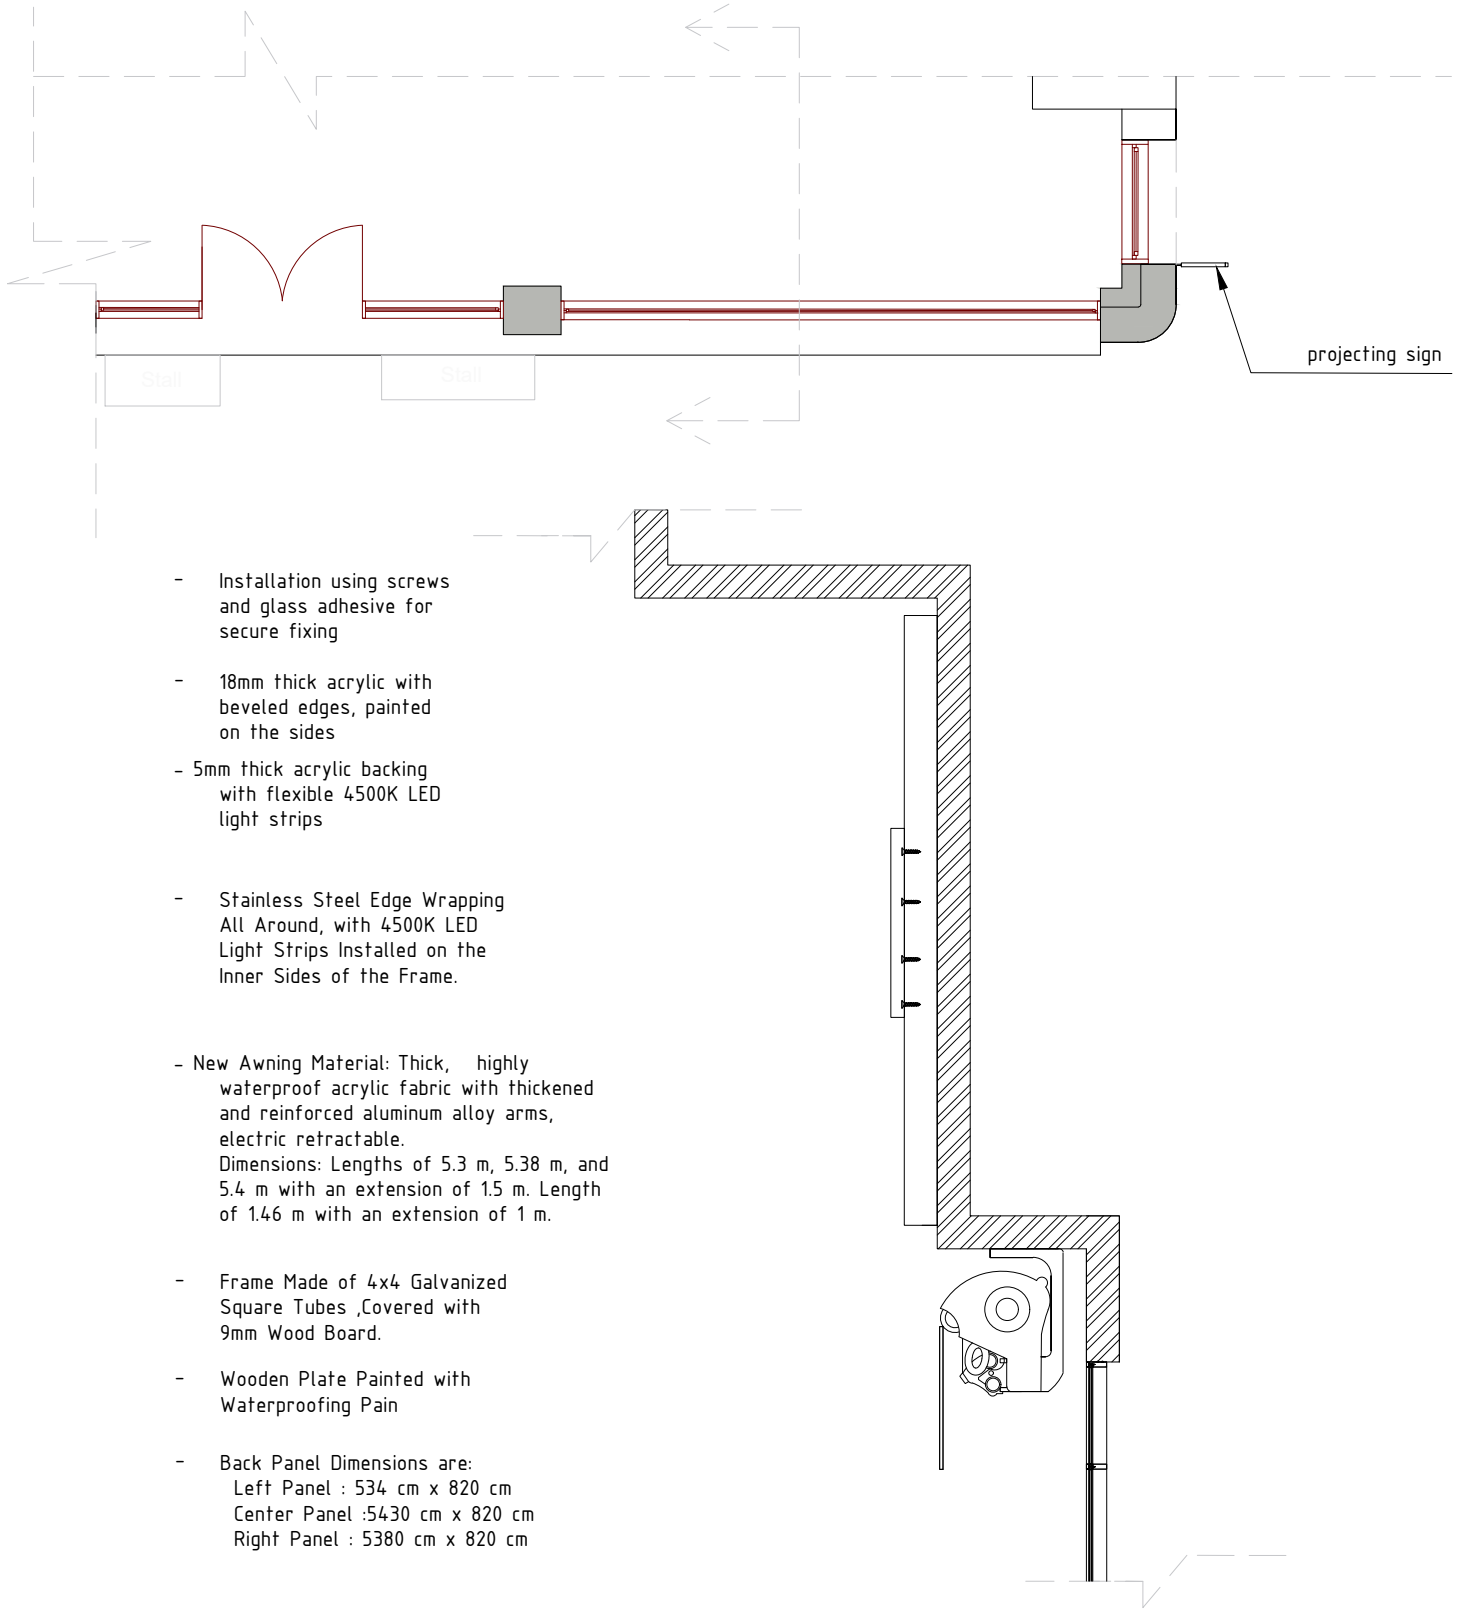 Stall
Stall
projecting sign
- Installation using screws
and glass adhesive for
secure fixing
- 18mm thick acrylic with
beveled edges, painted
on the sides
- 5mm thick acrylic backing
with flexible 4500K LED
light strips
- Stainless Steel Edge Wrapping
All Around, with 4500K LED
Light Strips Installed on the
Inner Sides of the Frame.
- New Awning Material: Thick, highly
waterproof acrylic fabric with thickened
and reinforced aluminum alloy arms,
electric retractable.
Dimensions: Lengths of 5.3 m, 5.38 m, and
5.4 m with an extension of 1.5 m. Length
of 1.46 m with an extension of 1 m.
- Frame Made of 4x4 Galvanized
Square Tubes ,Covered with
9mm Wood Board.
- Wooden Plate Painted with
Waterproofing Pain
- Back Panel Dimensions are:
Left Panel : 534 cm x 820 cm
Center Panel :5430 cm x 820 cm
Right Panel : 5380 cm x 820 cm